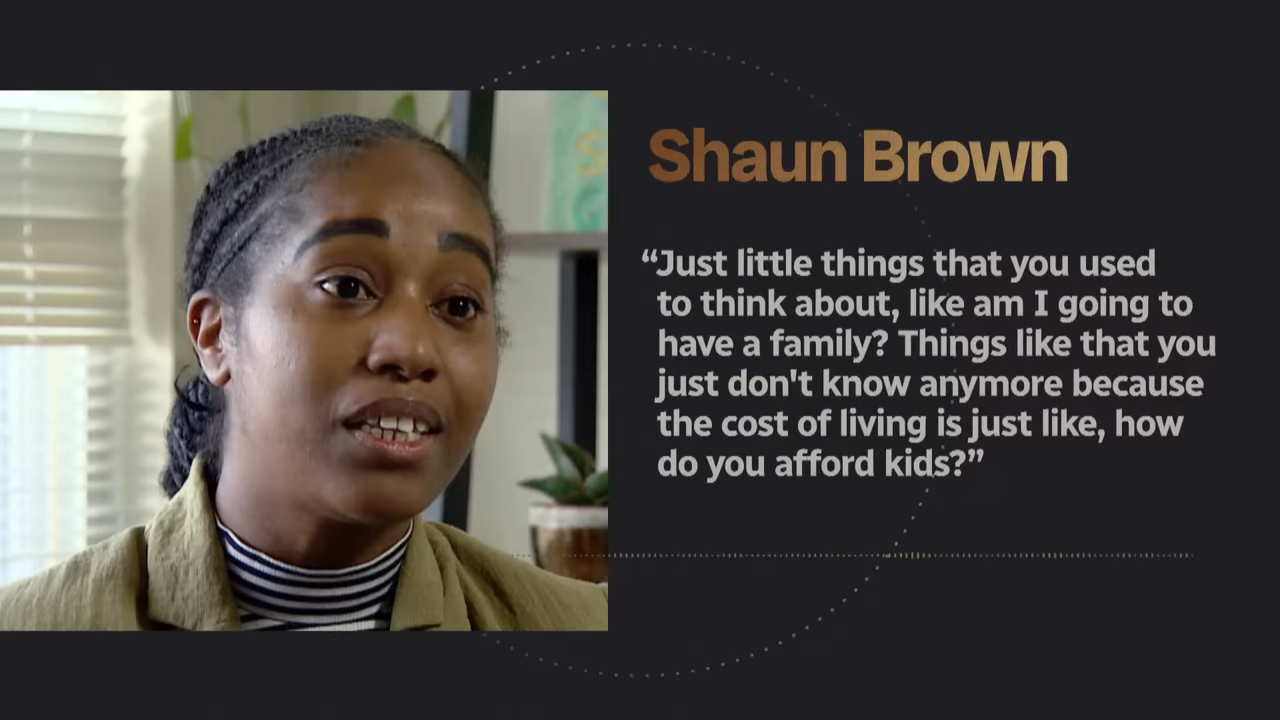 Shaun Brown
“Just little things that you used
to think about, like am I going to
have a family? Things like that you
just don't know anymore because
the cost of living is just like, how
do you afford kids?”